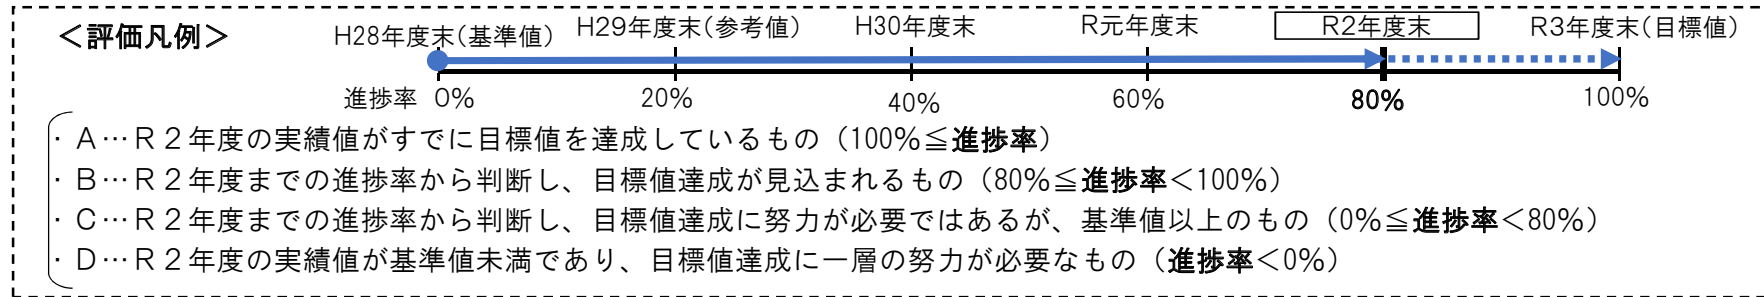 <評価凡例>
H28年度末(基準値) H29年度末(参考値) H30年度末 R元年度末 R2年度末 R3年度末(目標値)
進捗率 0% 20% 40% 60% 80% 100%
・A…R2年度の実績値がすでに目標値を達成しているもの（100%≦進捗率）
・B…R2年度までの進捗率から判断し、目標値達成が見込まれるもの（80%≦進捗率<100%）
・C…R2年度までの進捗率から判断し、目標値達成に努力が必要ではあるが、基準値以上のもの（0%≦進捗率<80%）
・D…R2年度の実績値が基準値未満であり、目標値達成に一層の努力が必要なもの（進捗率<0%）